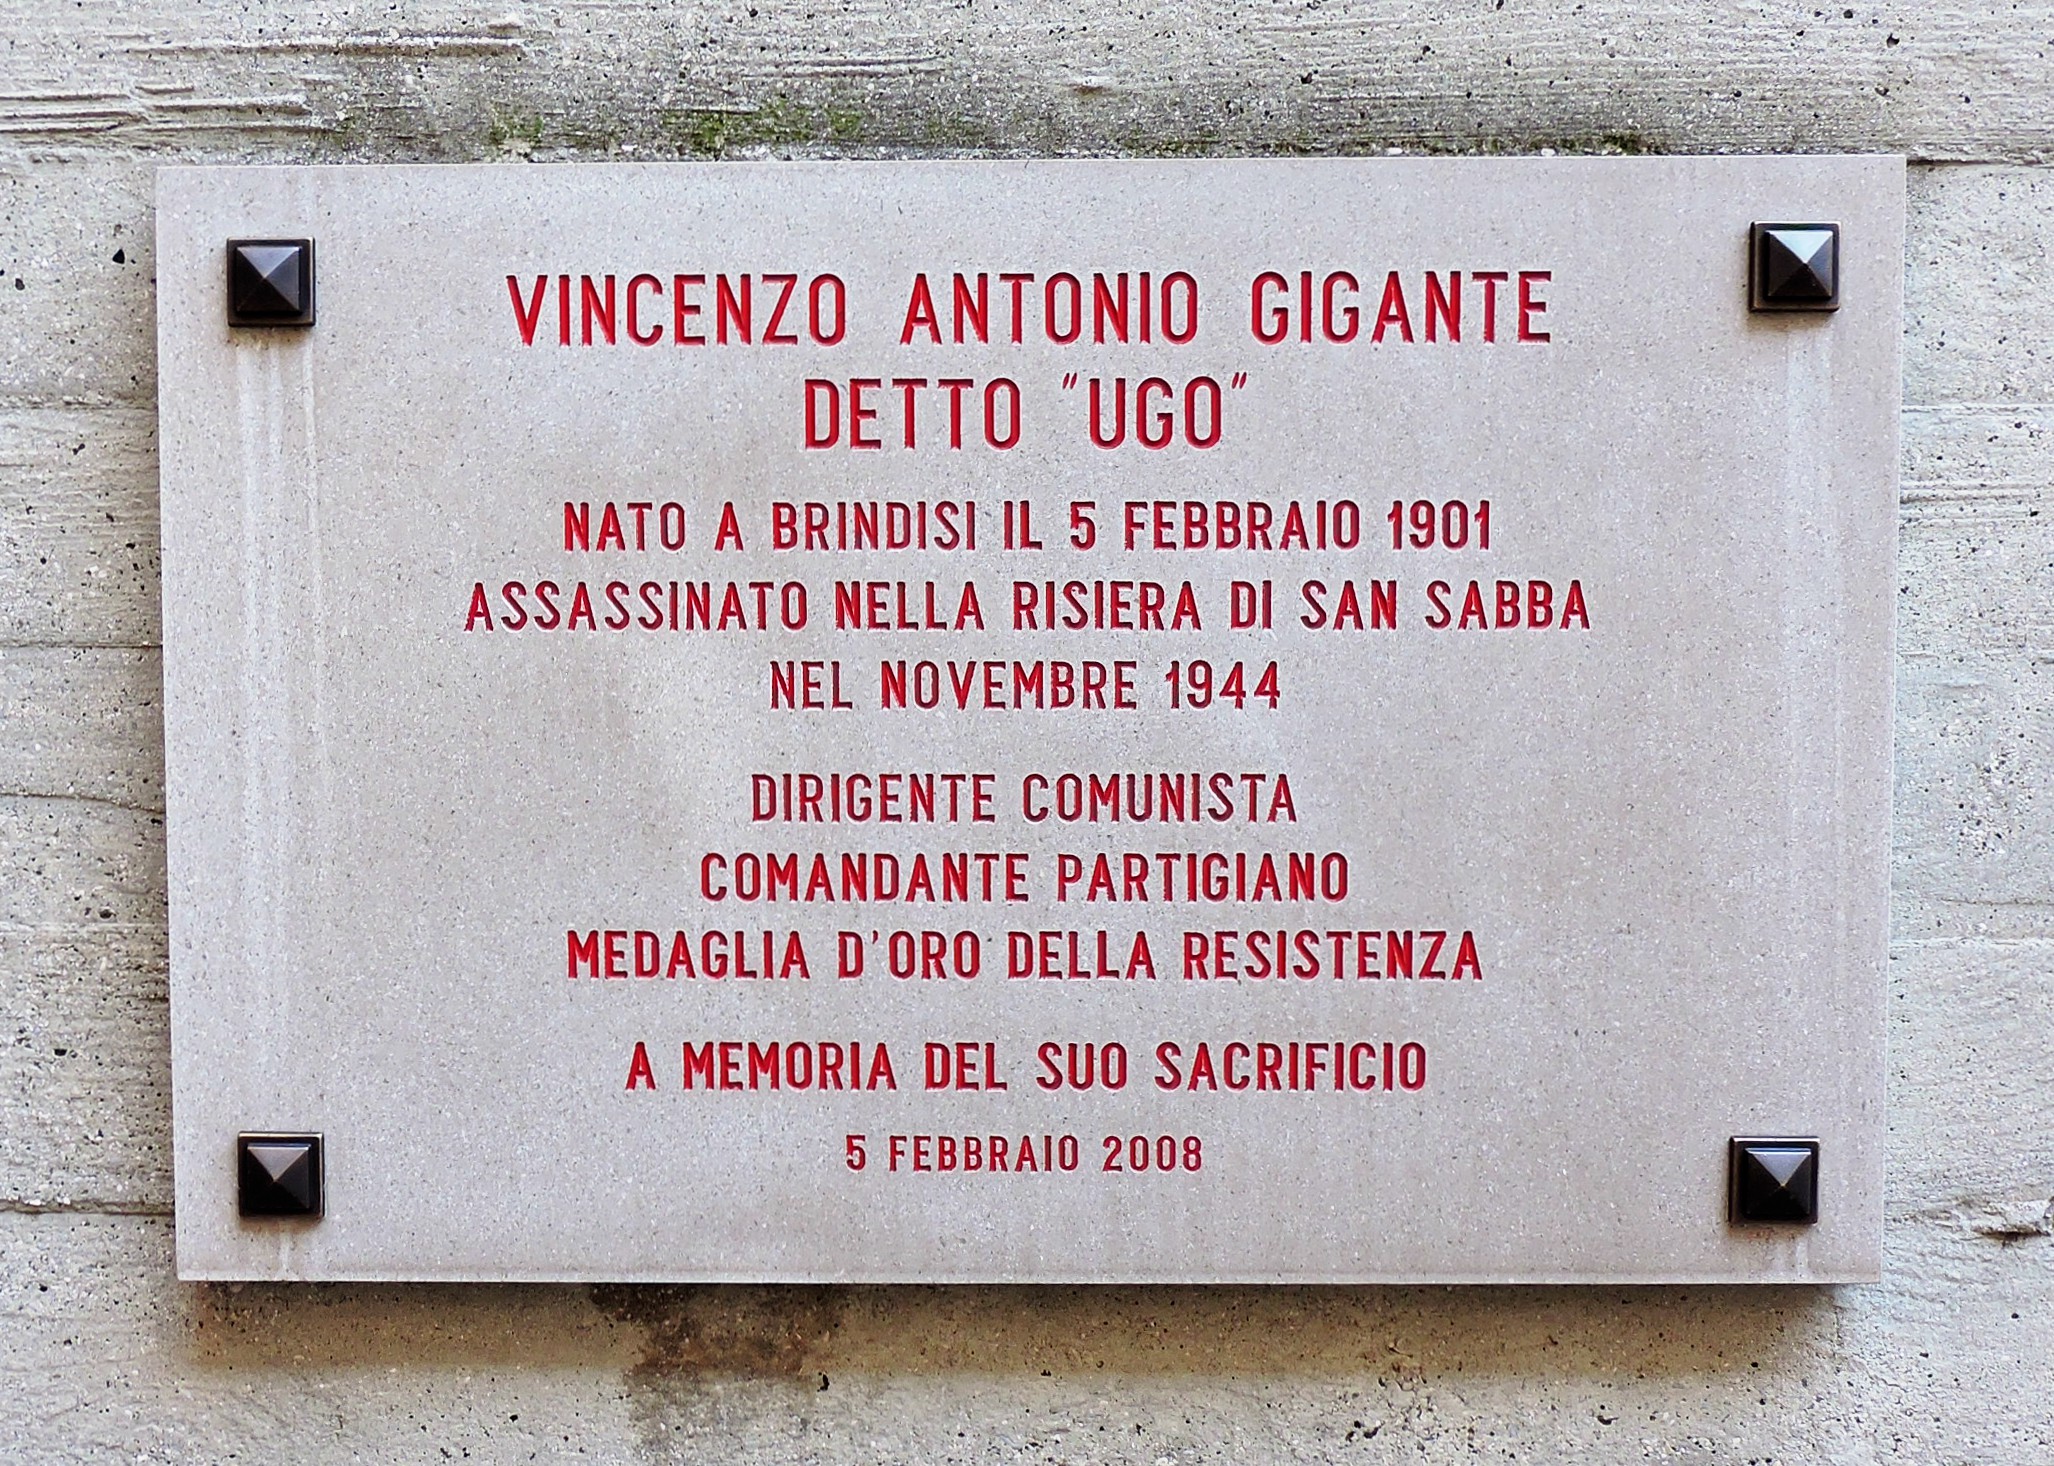 VINCENZO ANTONIO GIGANTE
DETTO "UGO"
NATO A BRINDISI IL 5 FEBBRAIO 1901
ASSASSINATO NELLA RISIERA DI SAN SABBA
NEL NOVEMBRE 1944
DIRIGENTE COMUNISTA
COMANDANTE PARTIGIANO
MEDAGLIA D'ORO DELLA RESISTENZA
A MEMORIA DEL SUO SACRIFICIO
5 FEBBRAIO 2008